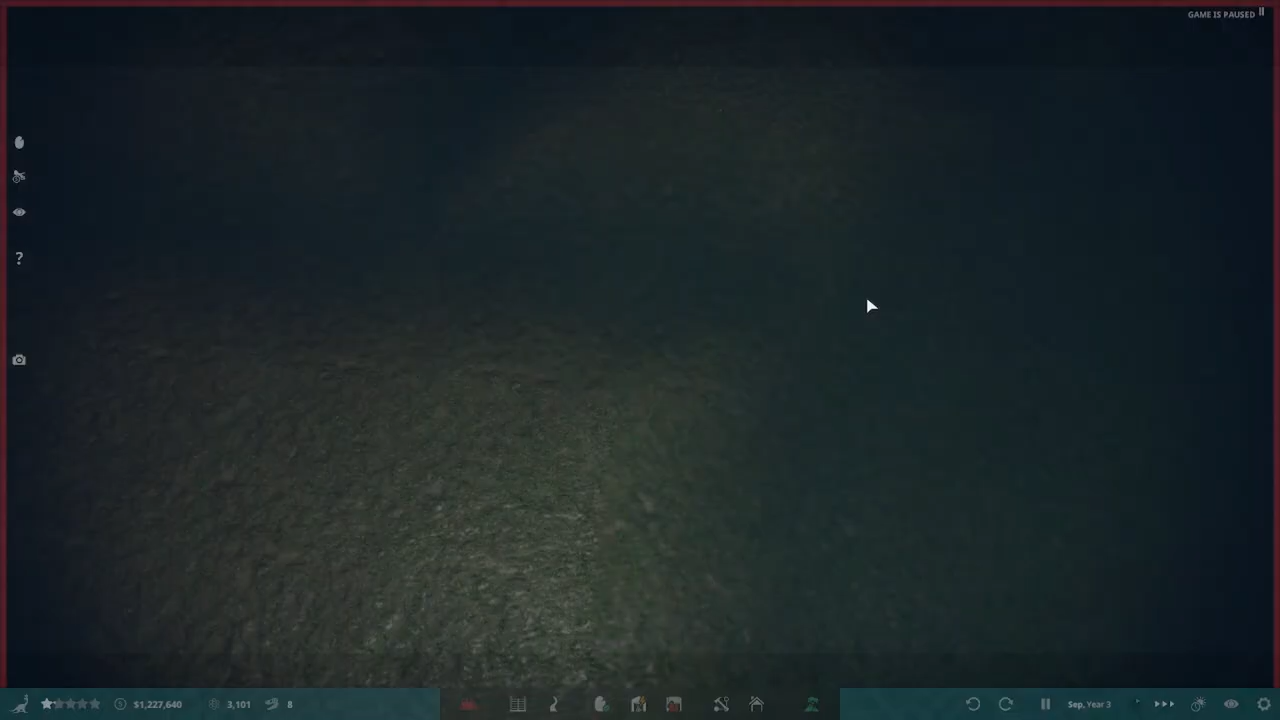 GAME IS PAUSED
?
$1,227,640
3,101
8
Sep, Year 3